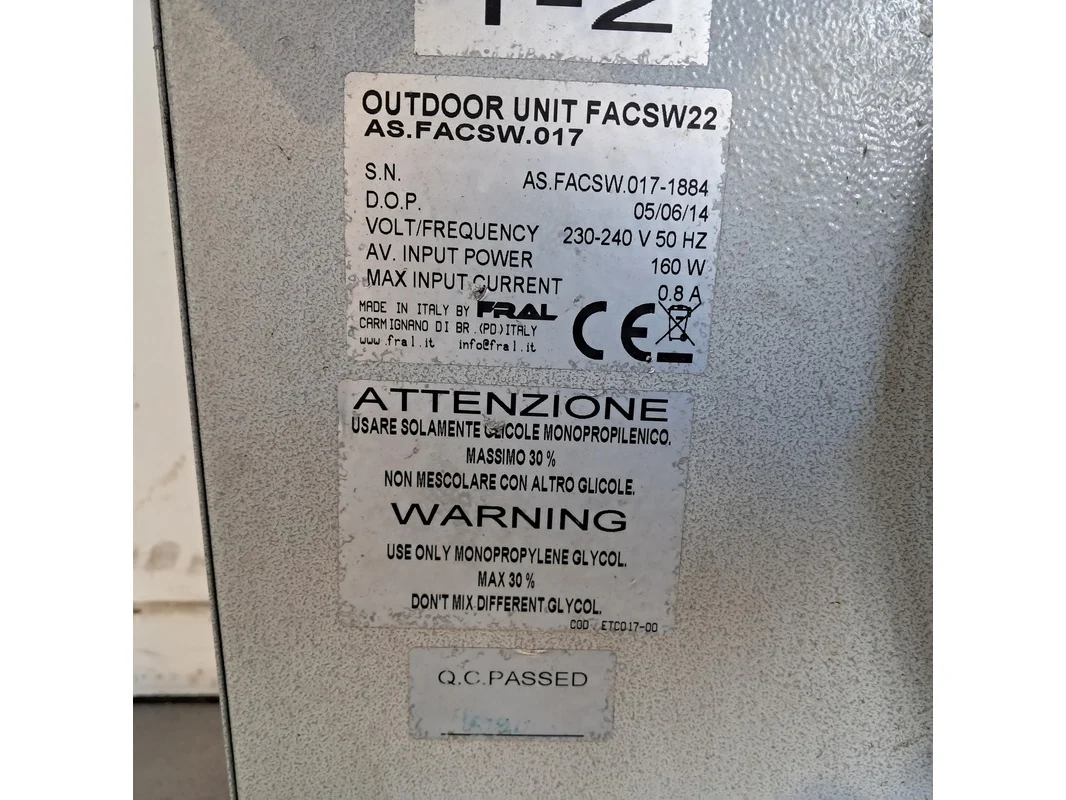 1-2
OUTDOOR UNIT FACSW22
AS.FACSW.017
S.N. AS.FACSW.017-1884
D.O.P. 05/06/14
VOLT/FREQUENCY 230-240 V 50 HZ
AV. INPUT POWER 160 W
MAX INPUT CURRENT 0.8 A
MADE IN ITALY BY FRAL
CARMIGNANO DI BR.(PD)ITALY
www.fral.it info@fral.it
CE
ATTENZIONE
USARE SOLAMENTE GLICOLE MONOPROPILENICO.
MASSIMO 30 %
NON MESCOLARE CON ALTRO GLICOLE.
WARNING
USE ONLY MONOPROPYLENE GLYCOL.
MAX 30 %
DON'T MIX DIFFERENT GLYCOL.
COD ETC017-00
Q.C.PASSED